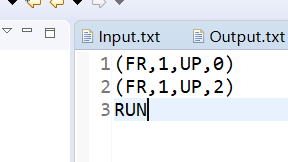 Input.txt Output.txt
1 (FR,1,UP,0)
2 (FR,1,UP,2)
3 RUN